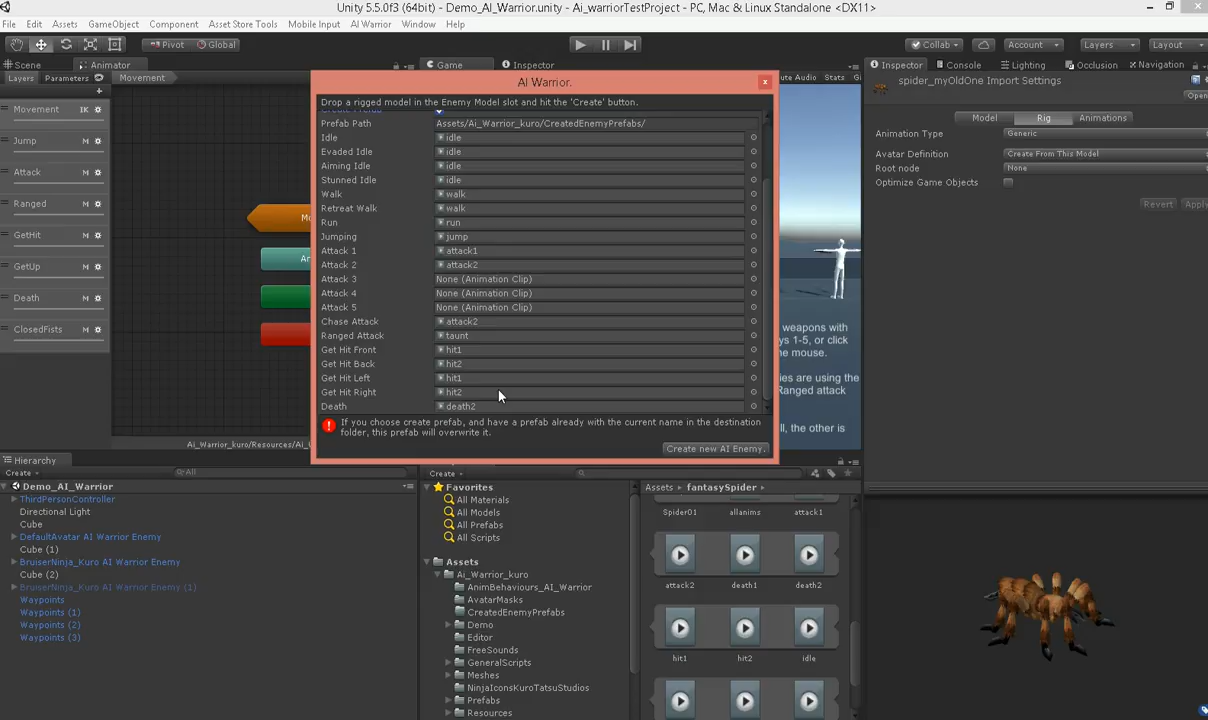 Unity 5.5.0f3 (64bit) - Demo_AI_Warrior.unity - Ai_warriorTestProject - PC, Mac & Linux Standalone <DX11>
File Edit Assets GameObject Component Asset Store Tools Mobile Input AI Warrior Window Help
Pivot Global Collab Account Layers Layout
Scene Animator Game Inspector
Layers Parameters Movement
Movement IK M
Jump M
Attack M
Ranged M
GetHit M
GetUp M
Death M
ClosedFists M
AI Warrior.
Drop a rigged model in the Enemy Model slot and hit the 'Create' button.
Prefab Path Assets/Ai_Warrior_kuro/CreatedEnemyPrefabs/
Idle idle
Evaded Idle idle
Aiming Idle idle
Stunned Idle idle
Walk walk
Retreat Walk walk
Run run
Jumping jump
Attack 1 attack1
Attack 2 attack2
Attack 3 None (Animation Clip)
Attack 4 None (Animation Clip)
Attack 5 None (Animation Clip)
Chase Attack attack2
Ranged Attack taunt
Get Hit Front hit1
Get Hit Back hit2
Get Hit Left hit1
Get Hit Right hit2
Death death2
If you choose create prefab, and have a prefab already with the current name in the destination
folder, this prefab will overwrite it.
Create new AI Enemy.
Audio Stats
weapons with
ys 1-5, or click
e mouse.
ies are using the
Ranged attack
ll, the other is
Inspector Console Lighting Occlusion Navigation
spider_myOldOne Import Settings
Open
Model Rig Animations
Animation Type Generic
Avatar Definition Create From This Model
Root node None
Optimize Game Objects
Revert Apply
Ai_Warrior_kuro/Resources/Ai_
Hierarchy
Create All
Demo_AI_Warrior
ThirdPersonController
Directional Light
Cube
DefaultAvatar AI Warrior Enemy
Cube (1)
BruiserNinja_Kuro AI Warrior Enemy
Cube (2)
BruiserNinja_Kuro AI Warrior Enemy (1)
Waypoints
Waypoints (1)
Waypoints (2)
Waypoints (3)
Create
Favorites
All Materials
All Models
All Prefabs
All Scripts
Assets
Ai_Warrior_kuro
AnimBehaviours_AI_Warrior
AvatarMasks
CreatedEnemyPrefabs
Demo
Editor
FreeSounds
GeneralScripts
Meshes
NinjaIconsKuroTatsuStudios
Prefabs
Resources
Assets fantasySpider
Spider01 allanims attack1
attack2 death1 death2
hit1 hit2 idle